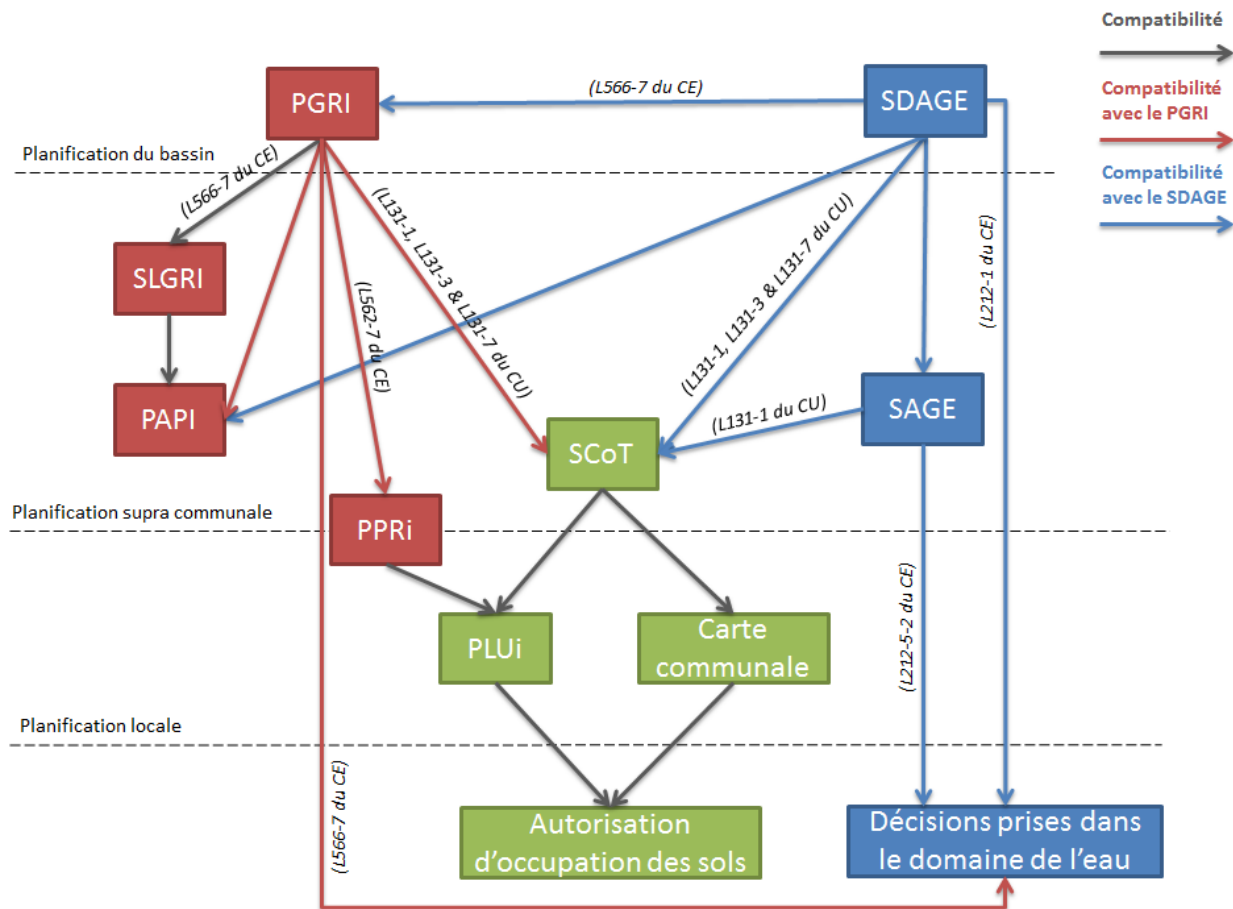 Compatibilité
Compatibilité
avec le PGRI
Compatibilité
avec le SDAGE
PGRI
(L566-7 du CE)
SDAGE
Planification du bassin
(L566-7 du CE)
(L131-1, L131-3 & L131-7 du CU)
(L131-1, L131-3 & L131-7 du CU)
(L212-1 du CE)
SLGRI
(L562-7 du CE)
PAPI
SCoT
(L131-1 du CU)
SAGE
Planification supra communale
PPRi
PLUi
Carte
communale
(L212-5-2 du CE)
Planification locale
(L566-7 du CE)
Autorisation
d'occupation des sols
Décisions prises dans
le domaine de l'eau